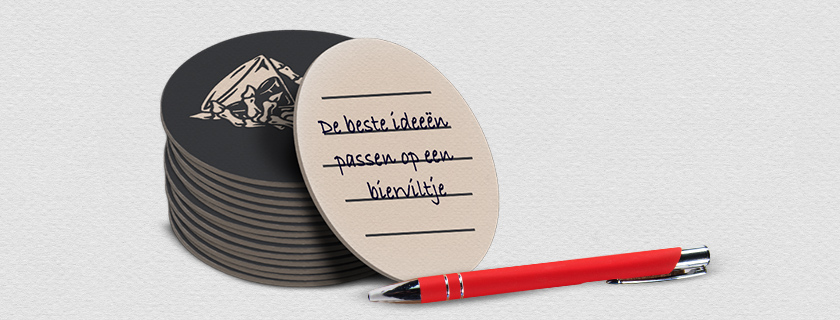 De beste ideeën
passen op een
bierviltje